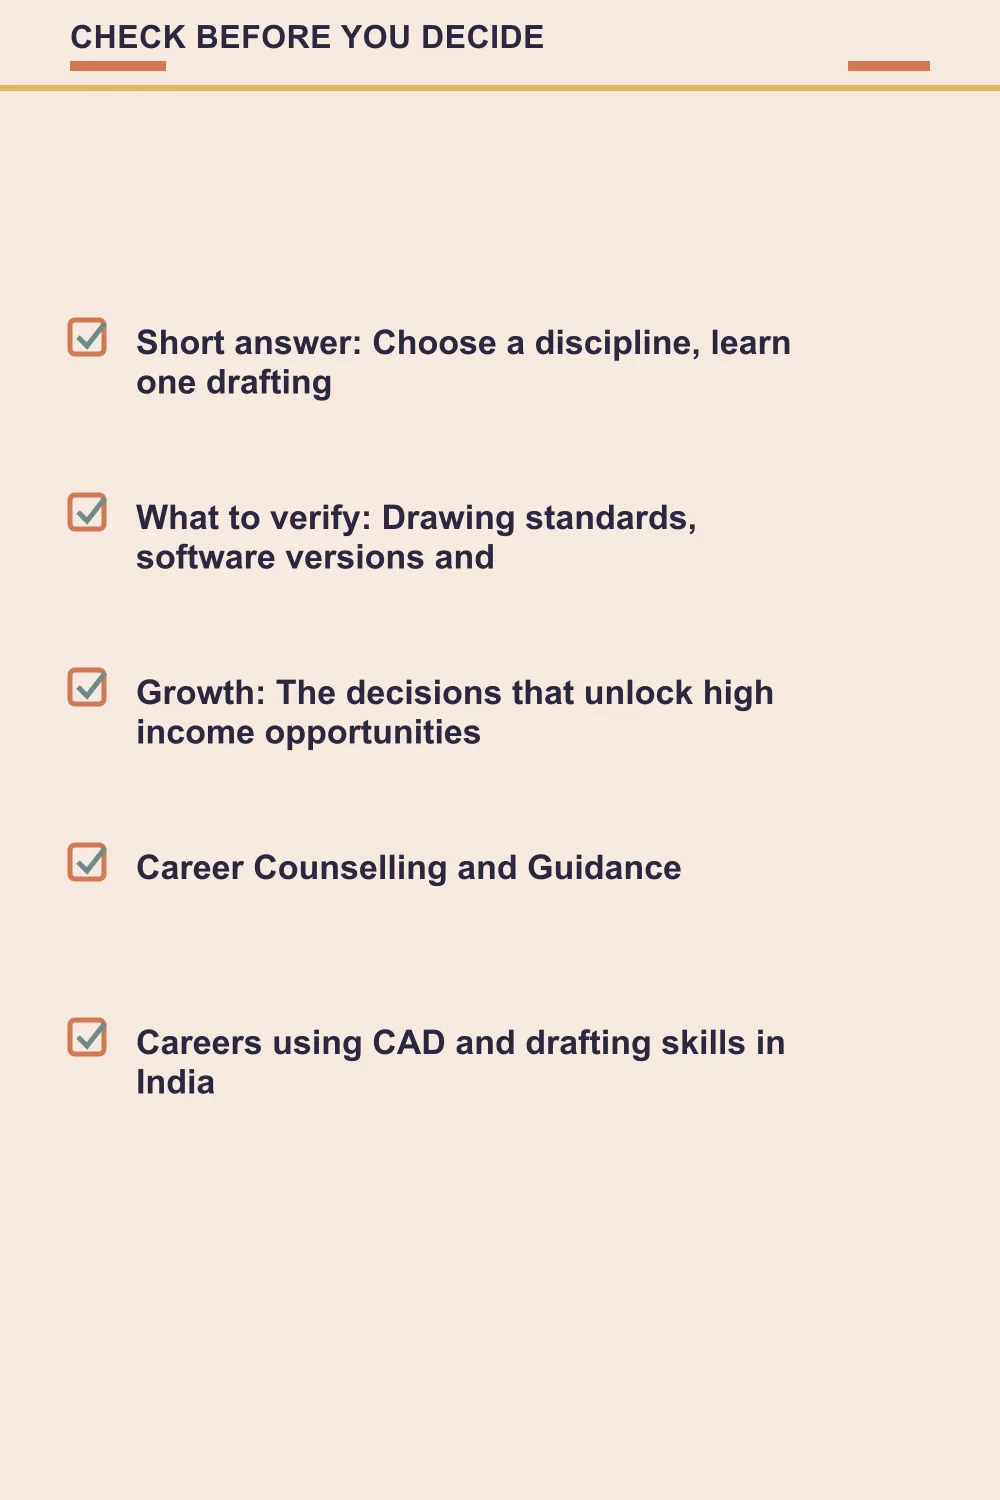 CHECK BEFORE YOU DECIDE
Short answer: Choose a discipline, learn
one drafting
What to verify: Drawing standards,
software versions and
Growth: The decisions that unlock high
income opportunities
Career Counselling and Guidance
Careers using CAD and drafting skills in
India